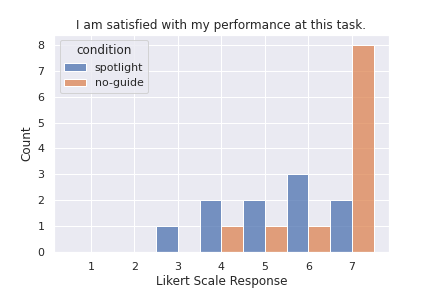 I am satisfied with my performance at this task.
condition
spotlight
no-guide
8
7
6
5
4
3
2
1
0
Count
1 2 3 4 5 6 7
Likert Scale Response